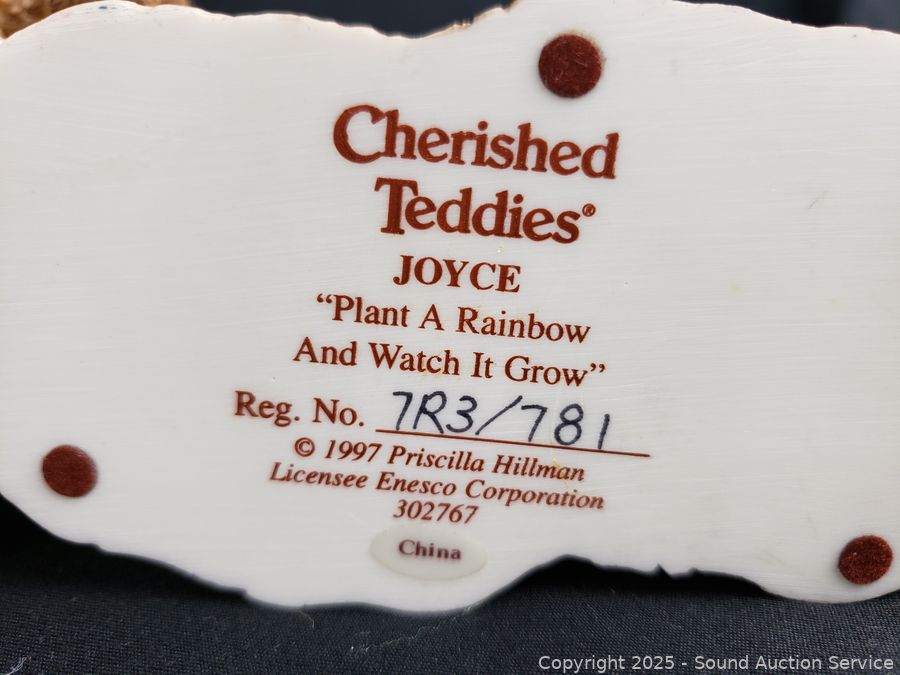 Cherished
Teddies®
JOYCE
“Plant A Rainbow
And Watch It Grow”
Reg. No. 7R3/781
© 1997 Priscilla Hillman
Licensee Enesco Corporation
302767
China
Copyright 2025 - Sound Auction Service